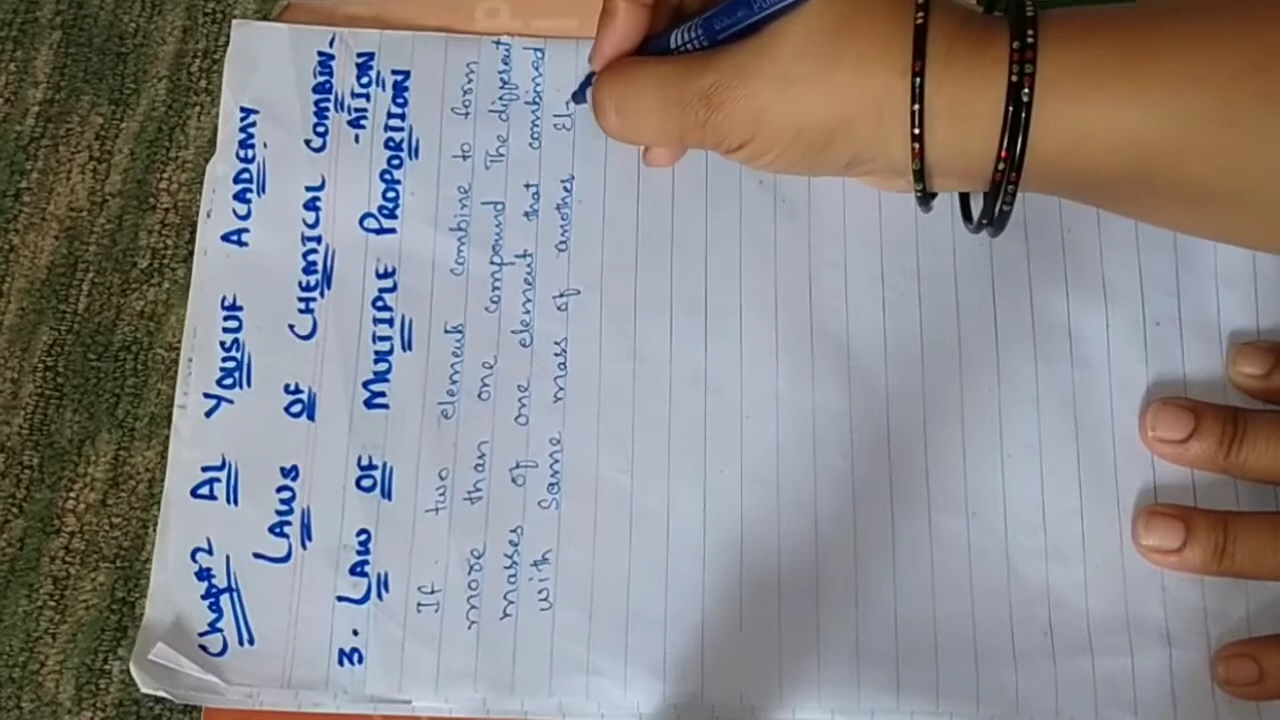 Chap#2 AL YOUSUF ACADEMY
LAWS OF CHEMICAL COMBIN-
-ATION
3. LAW OF MULTIPLE PROPORTION
If two elements combine to form
more than one compound The different
masses of one element that combined
with same mass of another El